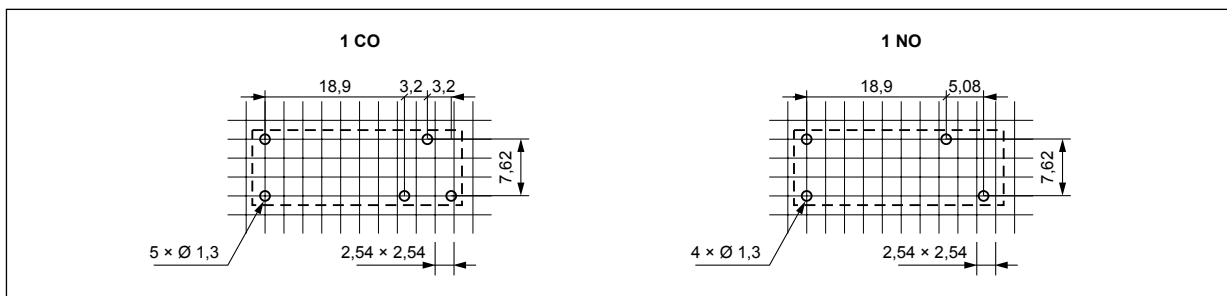 1 CO
18,9 3,2 3,2
7,62
5 × Ø 1,3
2,54 × 2,54
1 NO
18,9 5,08
7,62
4 × Ø 1,3
2,54 × 2,54